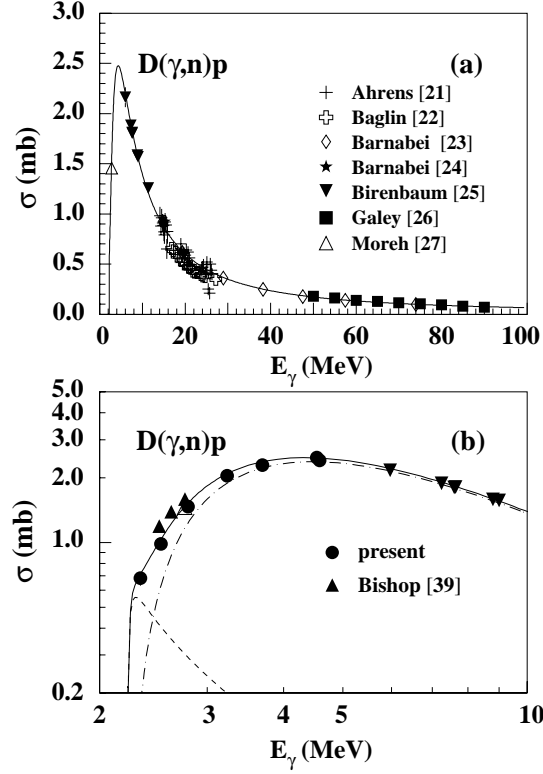 3.0
2.5
2.0
1.5
1.0
0.5
0.0
σ (mb)
D(γ,n)p
(a)
Ahrens [21]
Baglin [22]
Barnabei [23]
Barnabei [24]
Birenbaum [25]
Galey [26]
Moreh [27]
0 20 40 60 80 100
Eγ (MeV)
5.0
4.0
3.0
2.0
1.0
0.2
σ (mb)
D(γ,n)p
(b)
present
Bishop [39]
2 3 4 5 10
Eγ (MeV)